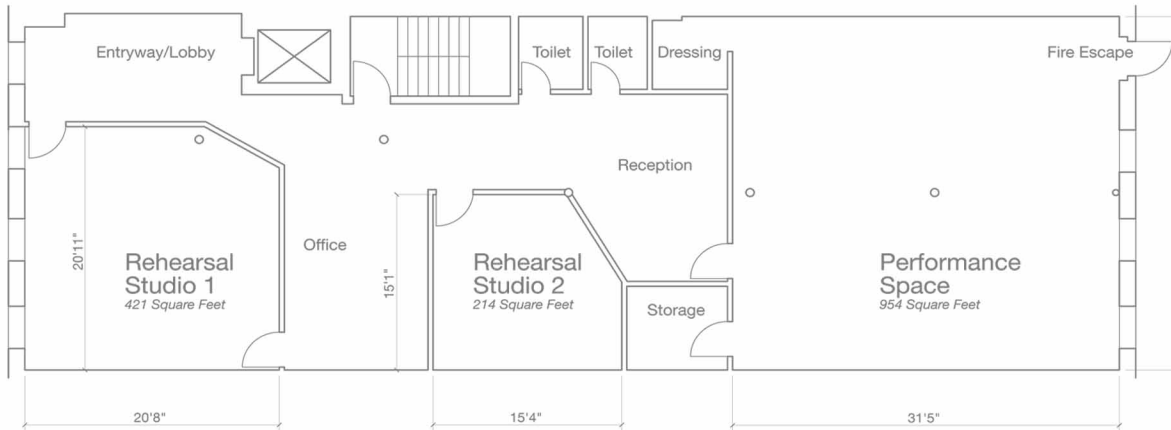 Entryway/Lobby
Toilet
Toilet
Dressing
Fire Escape
Reception
Office
20'11"
Rehearsal
Studio 1
421 Square Feet
15'1"
Rehearsal
Studio 2
214 Square Feet
Storage
Performance
Space
954 Square Feet
20'8"
15'4"
31'5"